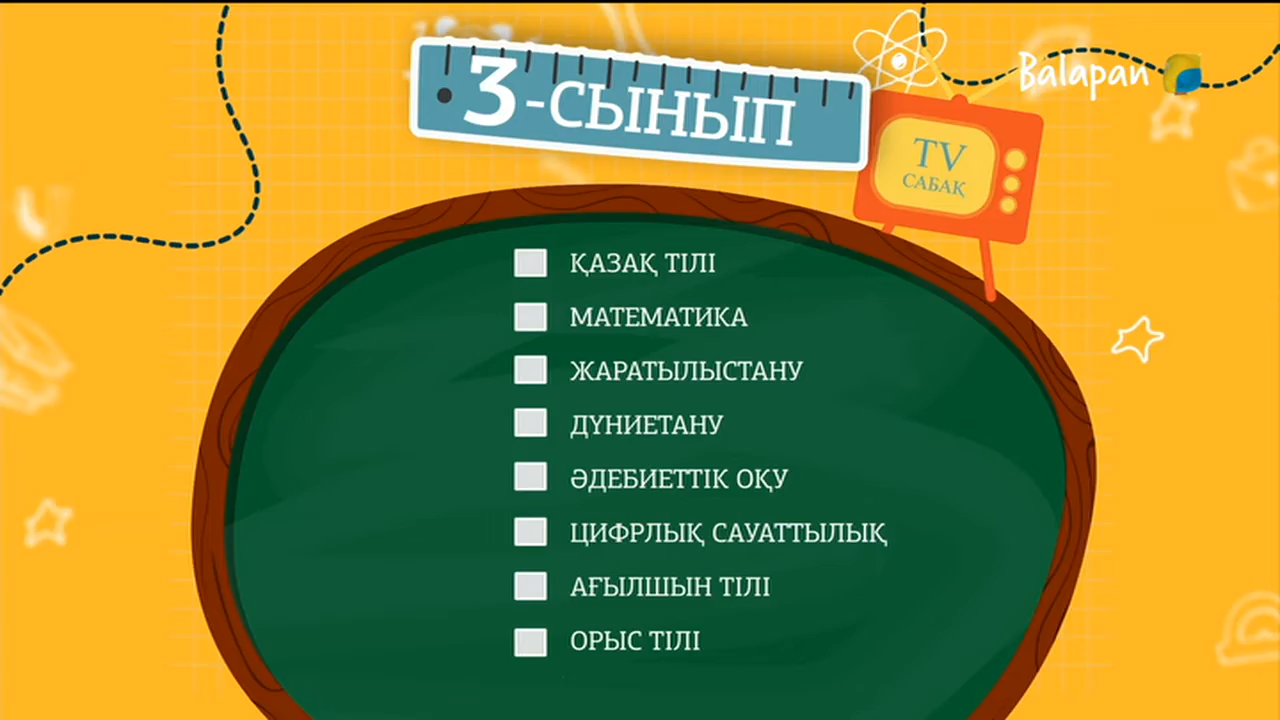 3-СЫНЫП
Balapan
TV
САБАҚ
ҚАЗАҚ ТІЛІ
МАТЕМАТИКА
ЖАРАТЫЛЫСТАНУ
ДҮНИЕТАНУ
ӘДЕБИЕТТІК ОҚУ
ЦИФРЛЫҚ САУАТТЫЛЫҚ
АҒЫЛШЫН ТІЛІ
ОРЫС ТІЛІ